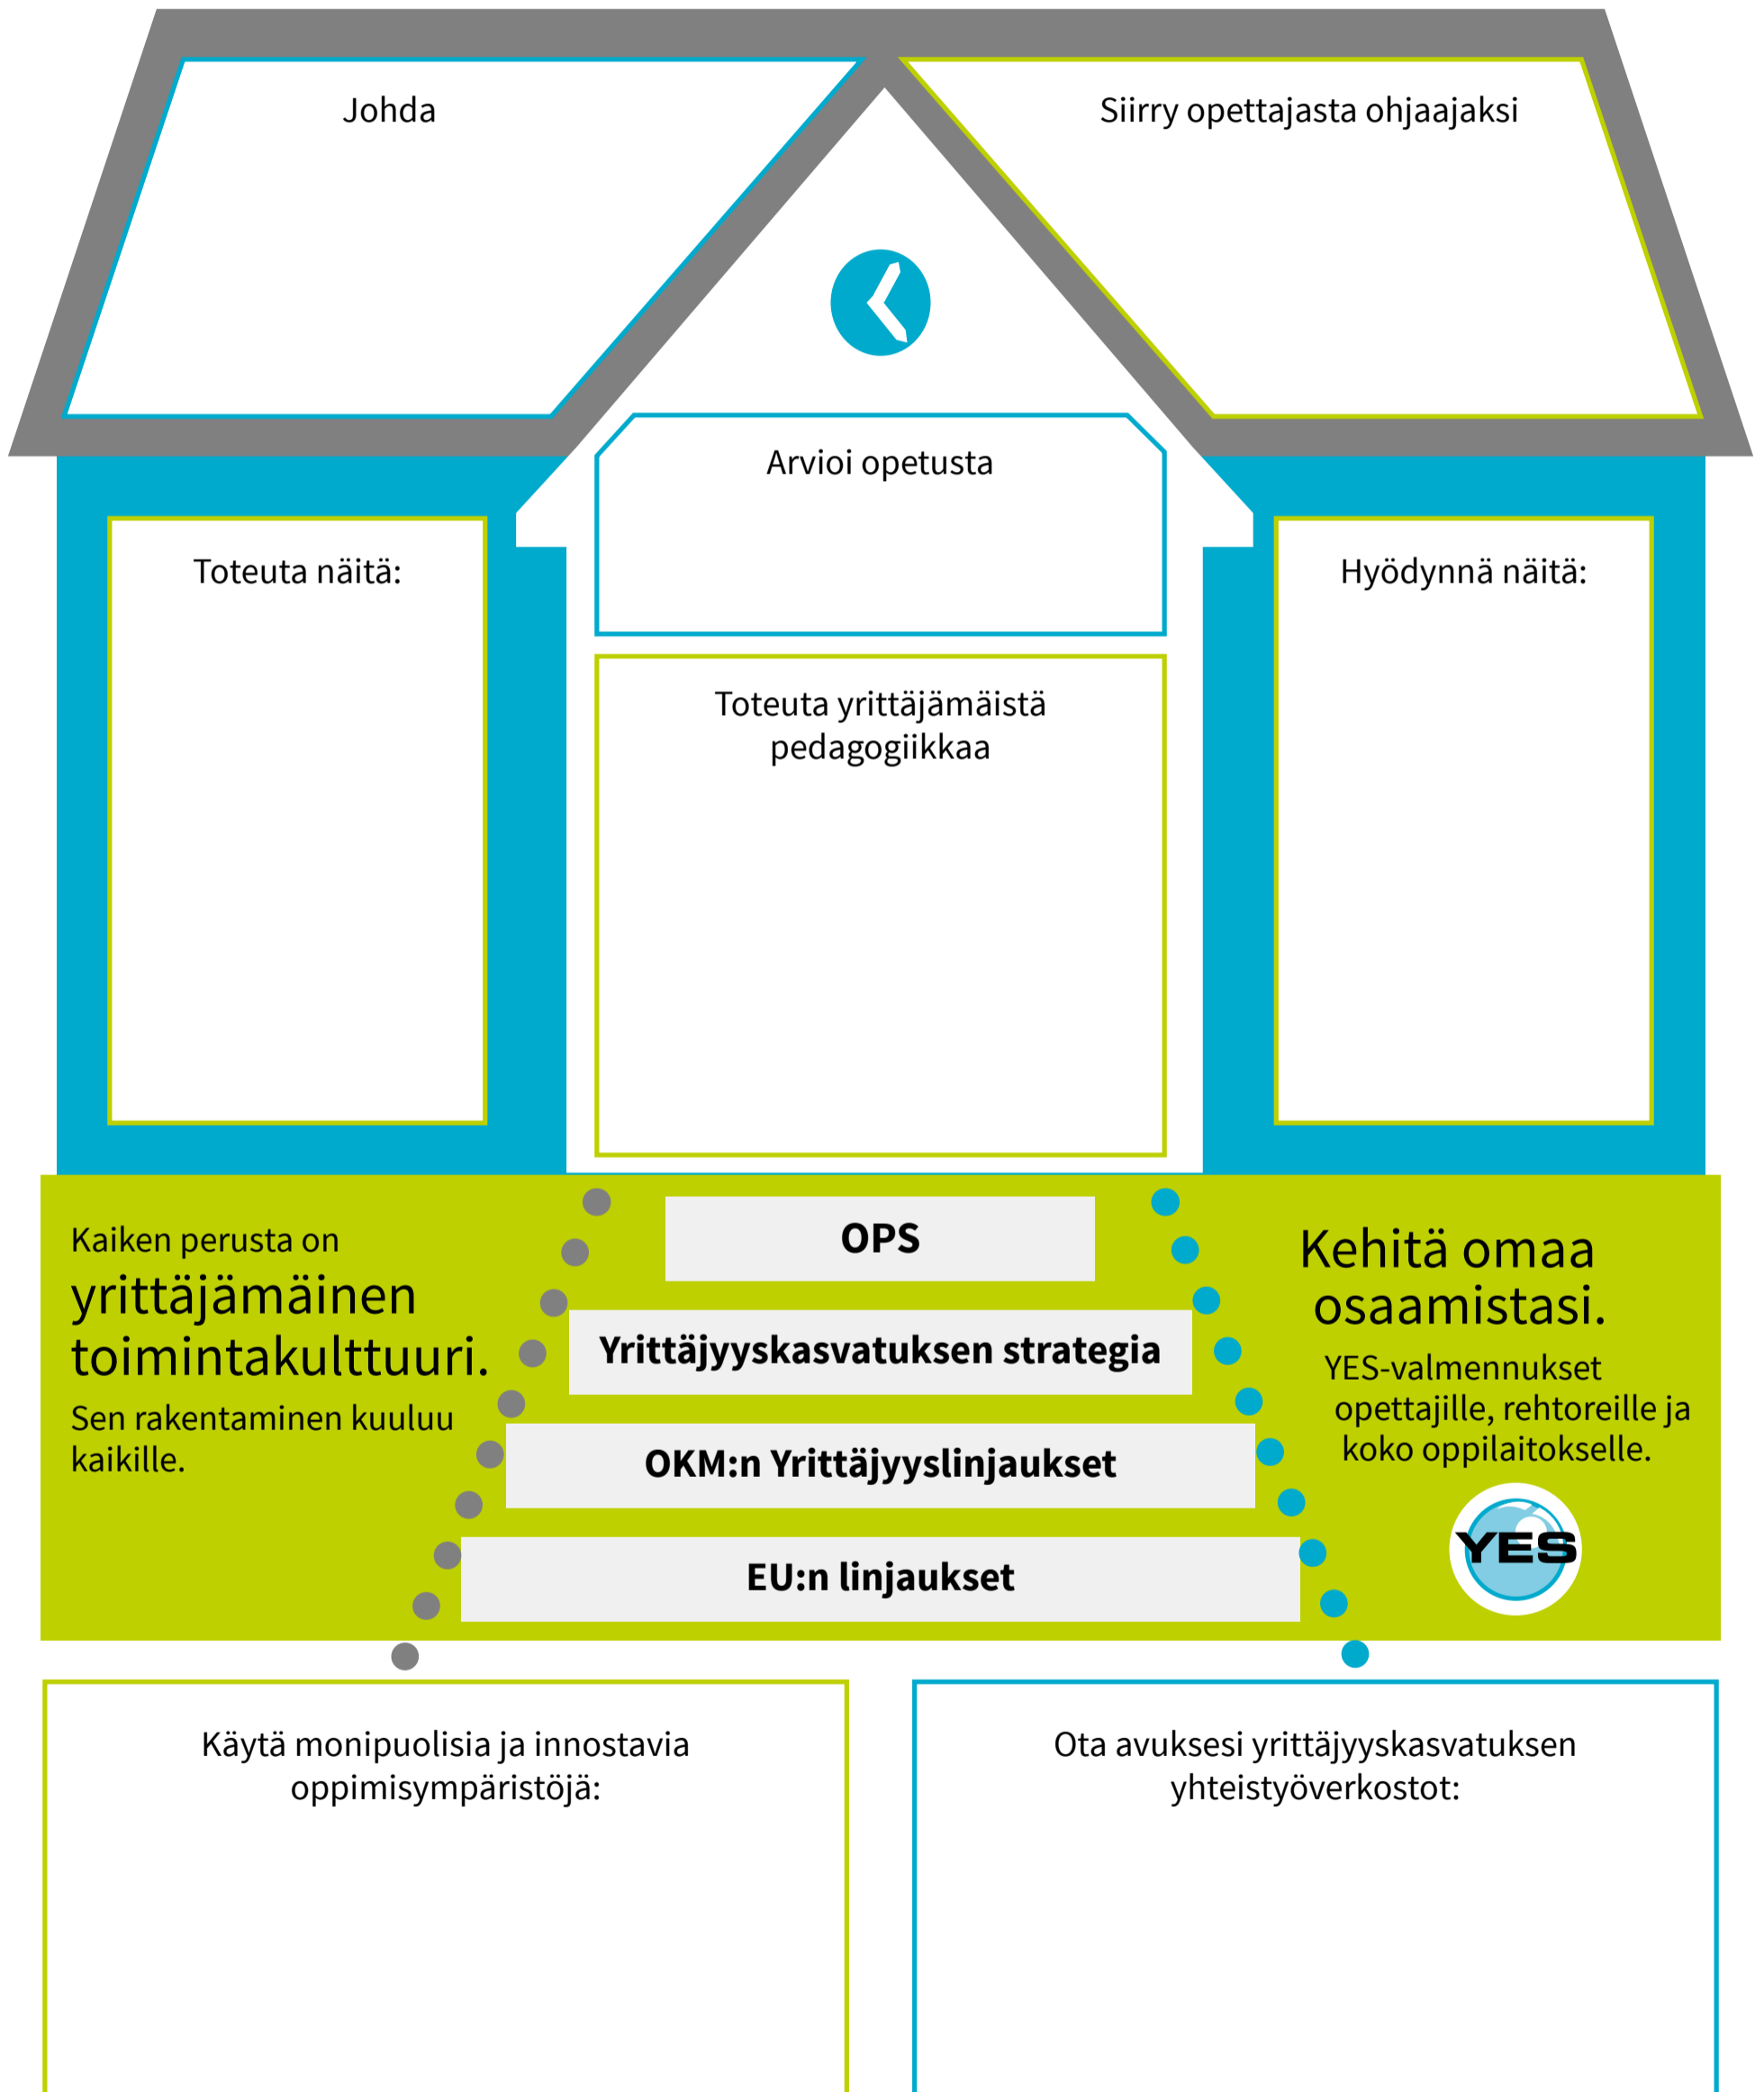 Johda
Siirry opettajasta ohjaajaksi
Arvioi opetusta
Toteuta näitä:
Hyödynnä näitä:
Toteuta yrittäjämäistä
pedagogiikkaa
Kaiken perusta on
yrittäjämäinen
toimintakulttuuri.
Sen rakentaminen kuuluu
kaikille.
OPS
Yrittäjyyskasvatuksen strategia
OKM:n Yrittäjyyslinjaukset
EU:n linjaukset
Kehitä omaa
osaamistasi.
YES-valmennukset
opettajille, rehtoreille ja
koko oppilaitokselle.
YES
Käytä monipuolisia ja innostavia
oppimisympäristöjä:
Ota avuksesi yrittäjyyskasvatuksen
yhteistyöverkostot: